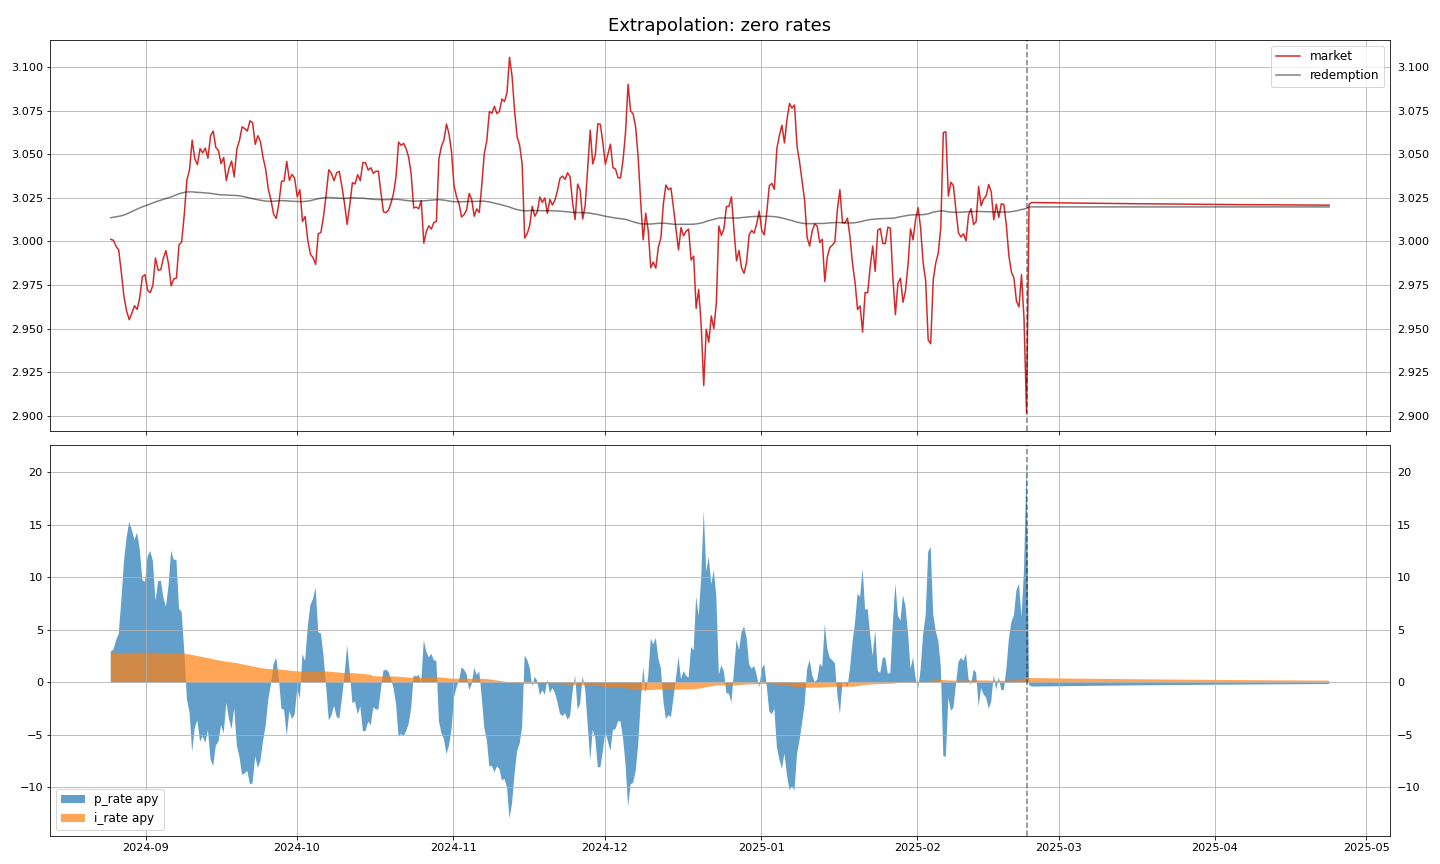 Extrapolation: zero rates
market
redemption
3.100 3.100
3.075 3.075
3.050 3.050
3.025 3.025
3.000 3.000
2.975 2.975
2.950 2.950
2.925 2.925
2.900 2.900
20 20
15 15
10 10
5 5
0 0
−5 −5
−10 −10
p_rate apy
i_rate apy
2024-09 2024-10 2024-11 2024-12 2025-01 2025-02 2025-03 2025-04 2025-05